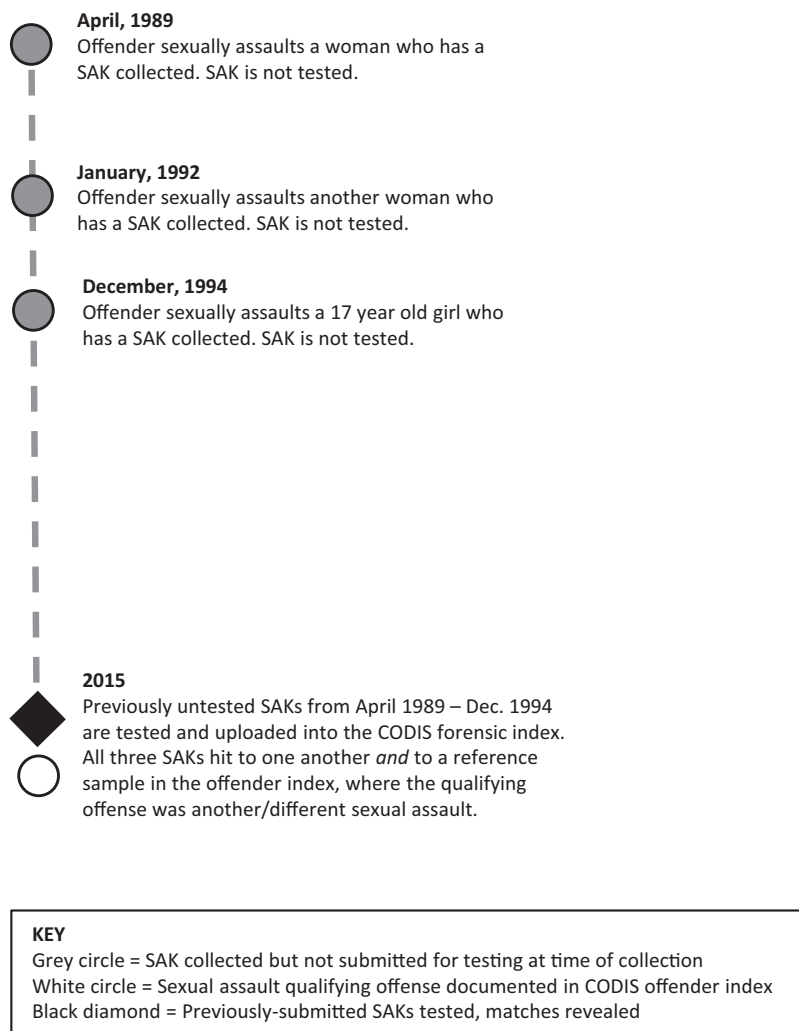 April, 1989
Offender sexually assaults a woman who has a
SAK collected. SAK is not tested.
January, 1992
Offender sexually assaults another woman who
has a SAK collected. SAK is not tested.
December, 1994
Offender sexually assaults a 17 year old girl who
has a SAK collected. SAK is not tested.
2015
Previously untested SAKs from April 1989 – Dec. 1994
are tested and uploaded into the CODIS forensic index.
All three SAKs hit to one another and to a reference
sample in the offender index, where the qualifying
offense was another/different sexual assault.
KEY
Grey circle = SAK collected but not submitted for testing at time of collection
White circle = Sexual assault qualifying offense documented in CODIS offender index
Black diamond = Previously-submitted SAKs tested, matches revealed